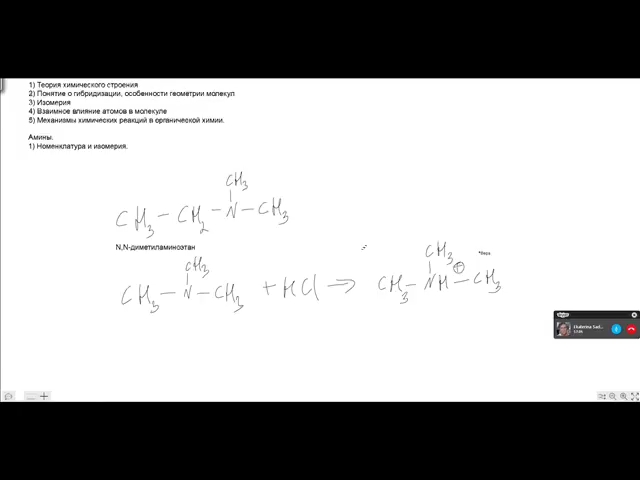 1) Теория химического строения
2) Понятие о гибридизации, особенности геометрии молекул
3) Изомерия
4) Взаимное влияние атомов в молекуле
5) Механизмы химических реакций в органической химии.
Амины.
1) Номенклатура и изомерия.
CH3
CH3 – CH2 – N – CH3
N,N-диметиламиноэтан
CH3
CH3 – N – CH3 + HCl ⇒ CH3 – NH ⊕ – CH3
CH3
Ekaterina Sad...